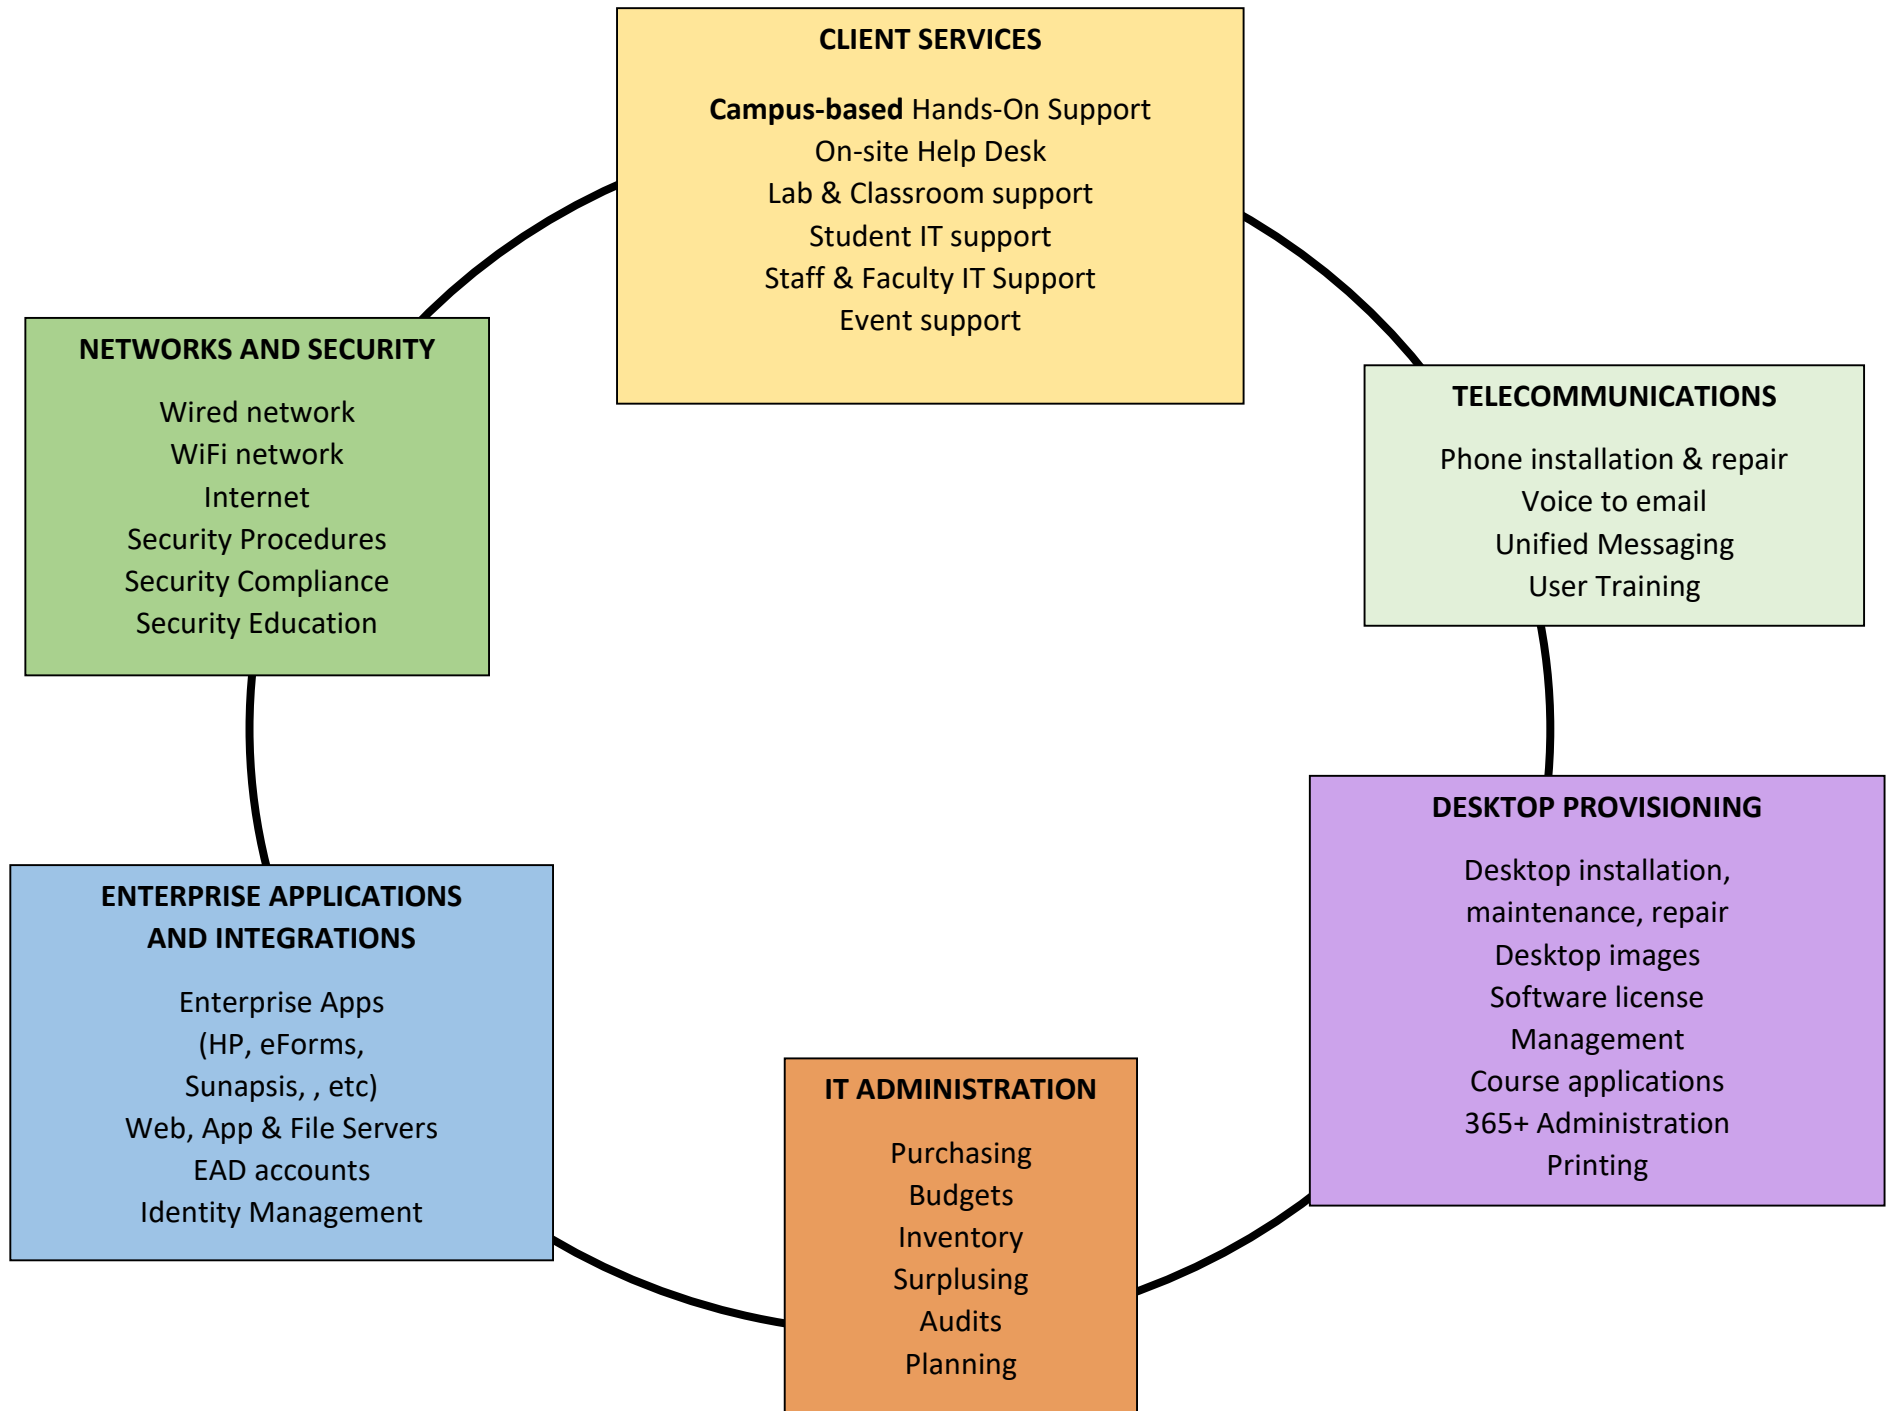 CLIENT SERVICES
Campus-based Hands-On Support
On-site Help Desk
Lab & Classroom support
Student IT support
Staff & Faculty IT Support
Event support
NETWORKS AND SECURITY
Wired network
WiFi network
Internet
Security Procedures
Security Compliance
Security Education
TELECOMMUNICATIONS
Phone installation & repair
Voice to email
Unified Messaging
User Training
ENTERPRISE APPLICATIONS
AND INTEGRATIONS
Enterprise Apps
(HP, eForms,
Sunapsis, , etc)
Web, App & File Servers
EAD accounts
Identity Management
IT ADMINISTRATION
Purchasing
Budgets
Inventory
Surplusing
Audits
Planning
DESKTOP PROVISIONING
Desktop installation,
maintenance, repair
Desktop images
Software license
Management
Course applications
365+ Administration
Printing